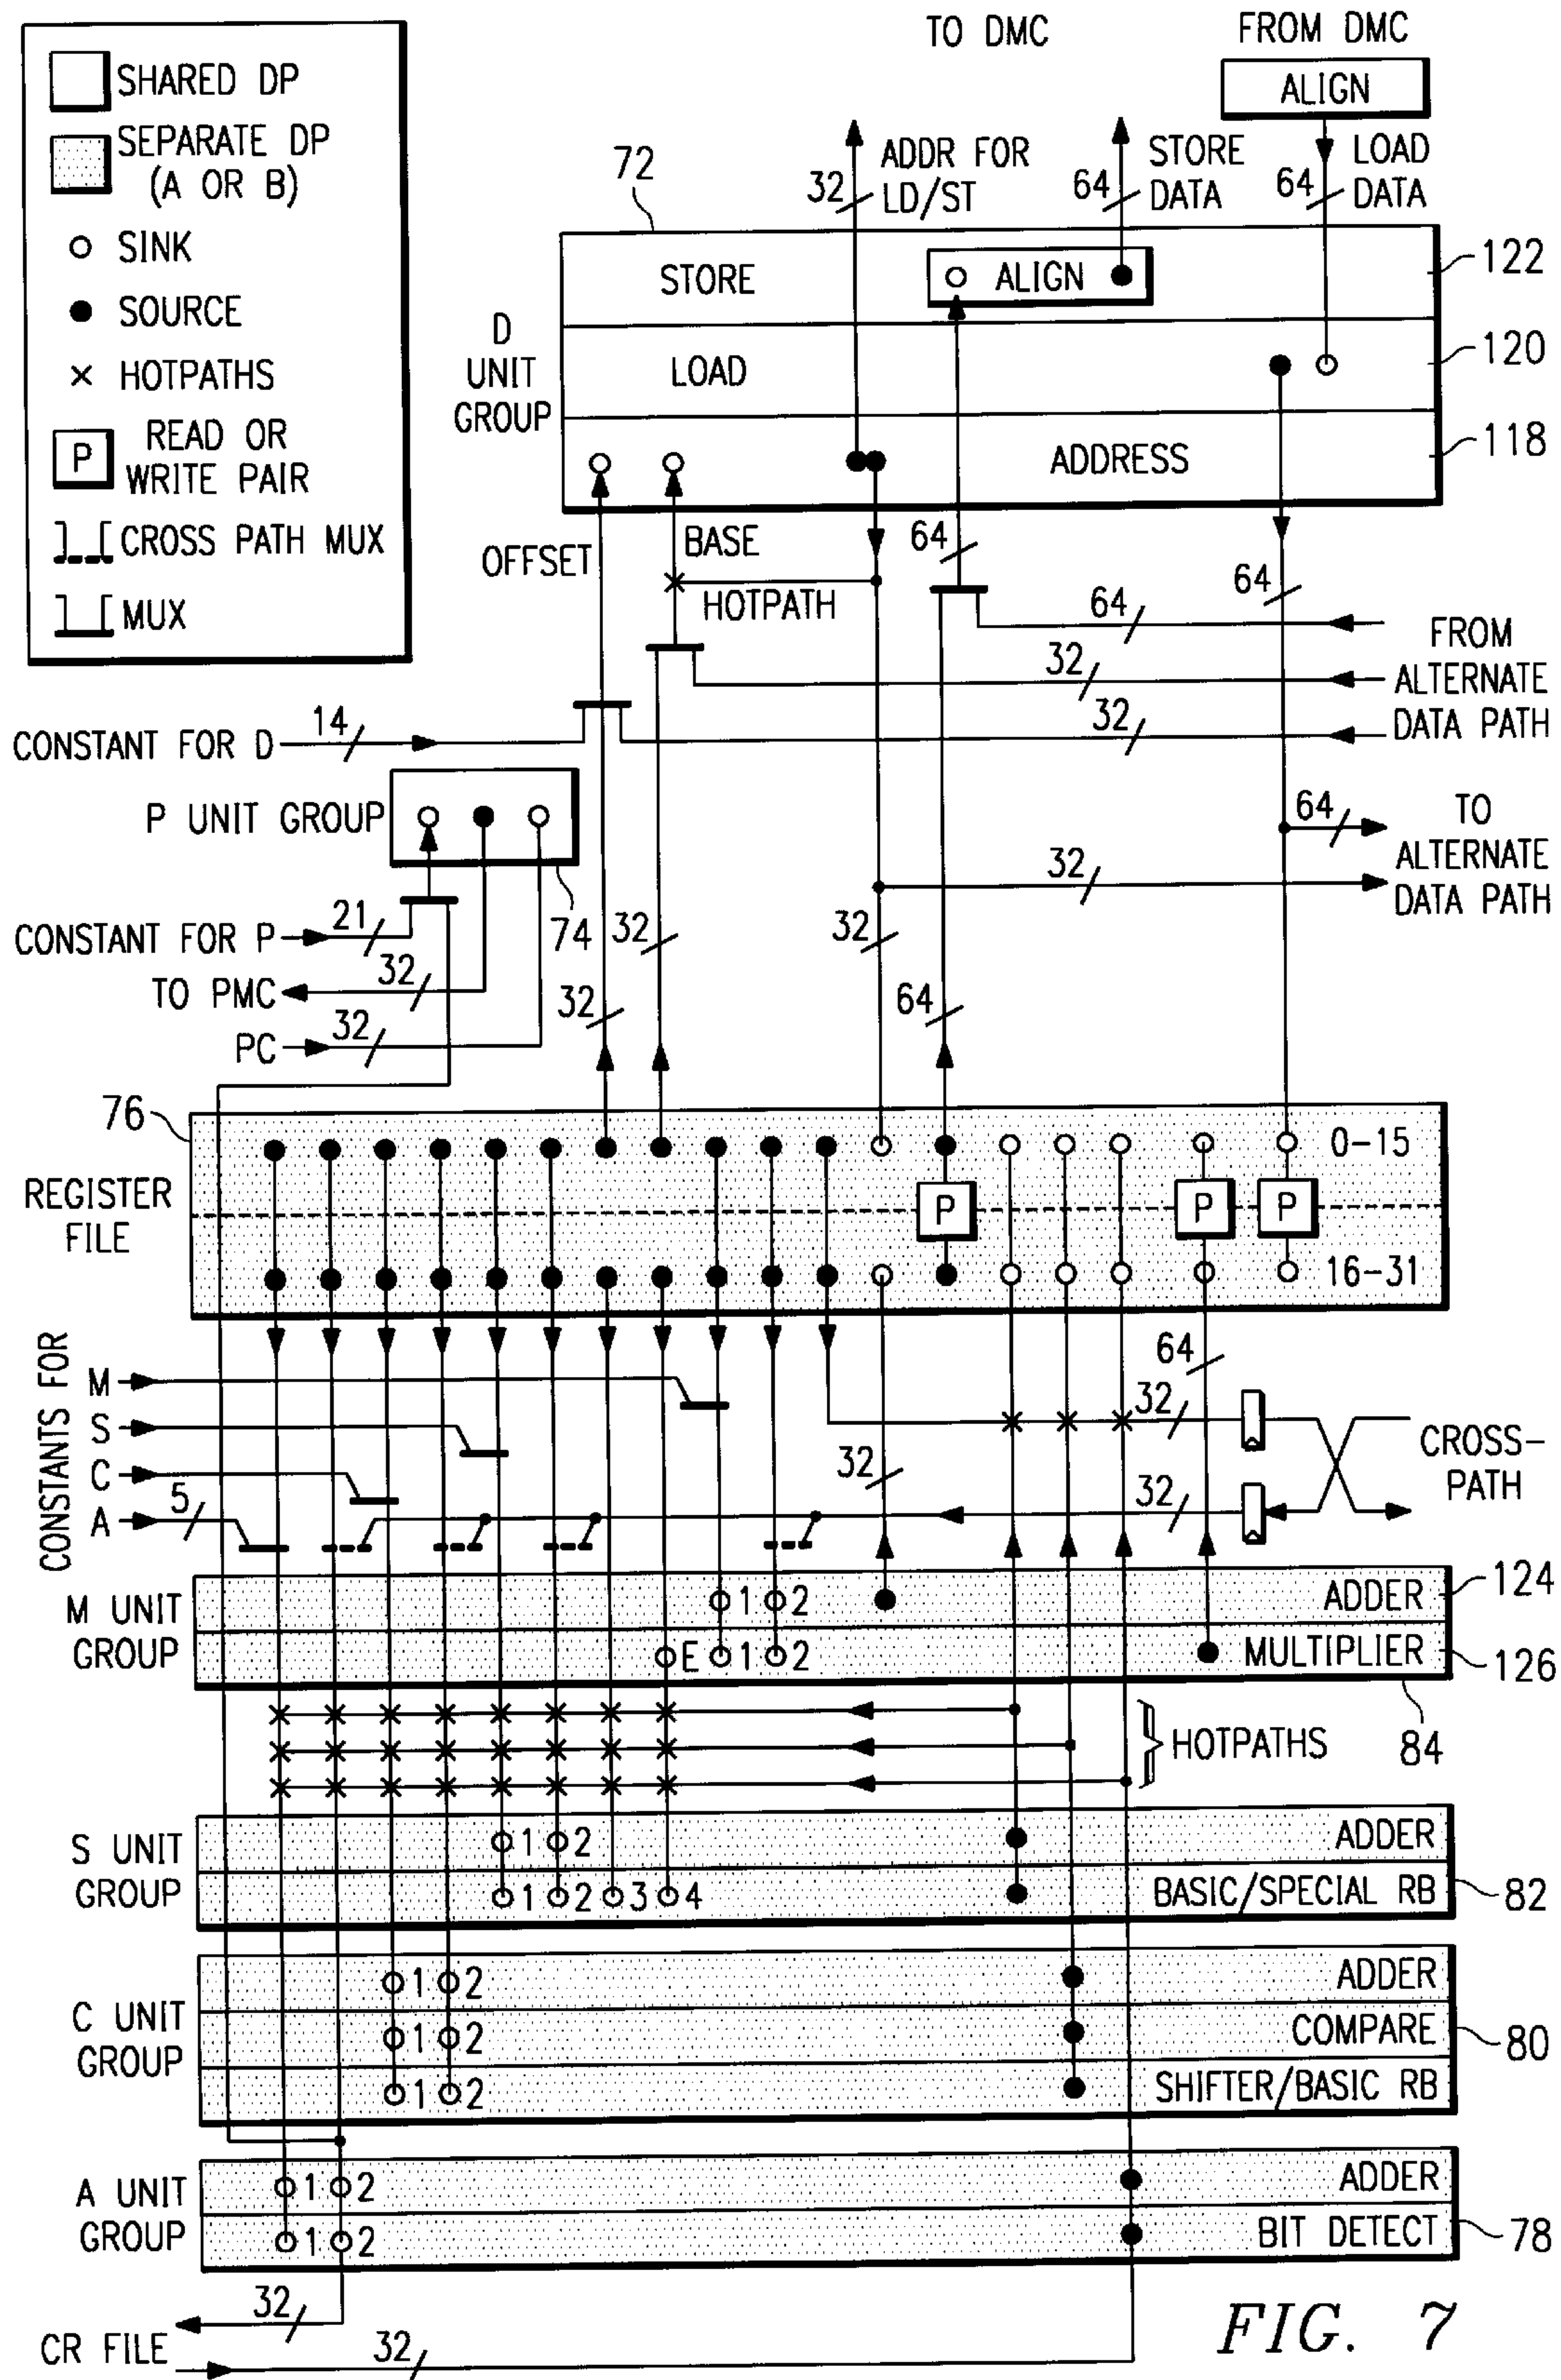 SHARED DP
SEPARATE DP
(A OR B)
SINK
SOURCE
HOTPATHS
P
READ OR
WRITE PAIR
CROSS PATH MUX
MUX
TO DMC
FROM DMC
ALIGN
ADDR FOR
LD/ST
32
STORE
DATA
64
LOAD
DATA
64
72
D
UNIT
GROUP
STORE
ALIGN
122
LOAD
120
ADDRESS
118
OFFSET
BASE
HOTPATH
64
64
64
32
32
FROM
ALTERNATE
DATA PATH
CONSTANT FOR D
14
P UNIT GROUP
74
64
TO
ALTERNATE
DATA PATH
32
CONSTANT FOR P
21
TO PMC
32
PC
32
32
32
32
64
76
REGISTER
FILE
0-15
P
P
P
16-31
CONSTANTS FOR
M
S
C
A
5
64
32
32
32
CROSS-
PATH
M UNIT
GROUP
1
2
ADDER
124
E
1
2
MULTIPLIER
126
84
HOTPATHS
S UNIT
GROUP
1
2
ADDER
1
2
3
4
BASIC/SPECIAL RB
82
C UNIT
GROUP
1
2
ADDER
1
2
COMPARE
80
1
2
SHIFTER/BASIC RB
A UNIT
GROUP
1
2
ADDER
1
2
BIT DETECT
78
CR FILE
32
32
FIG. 7